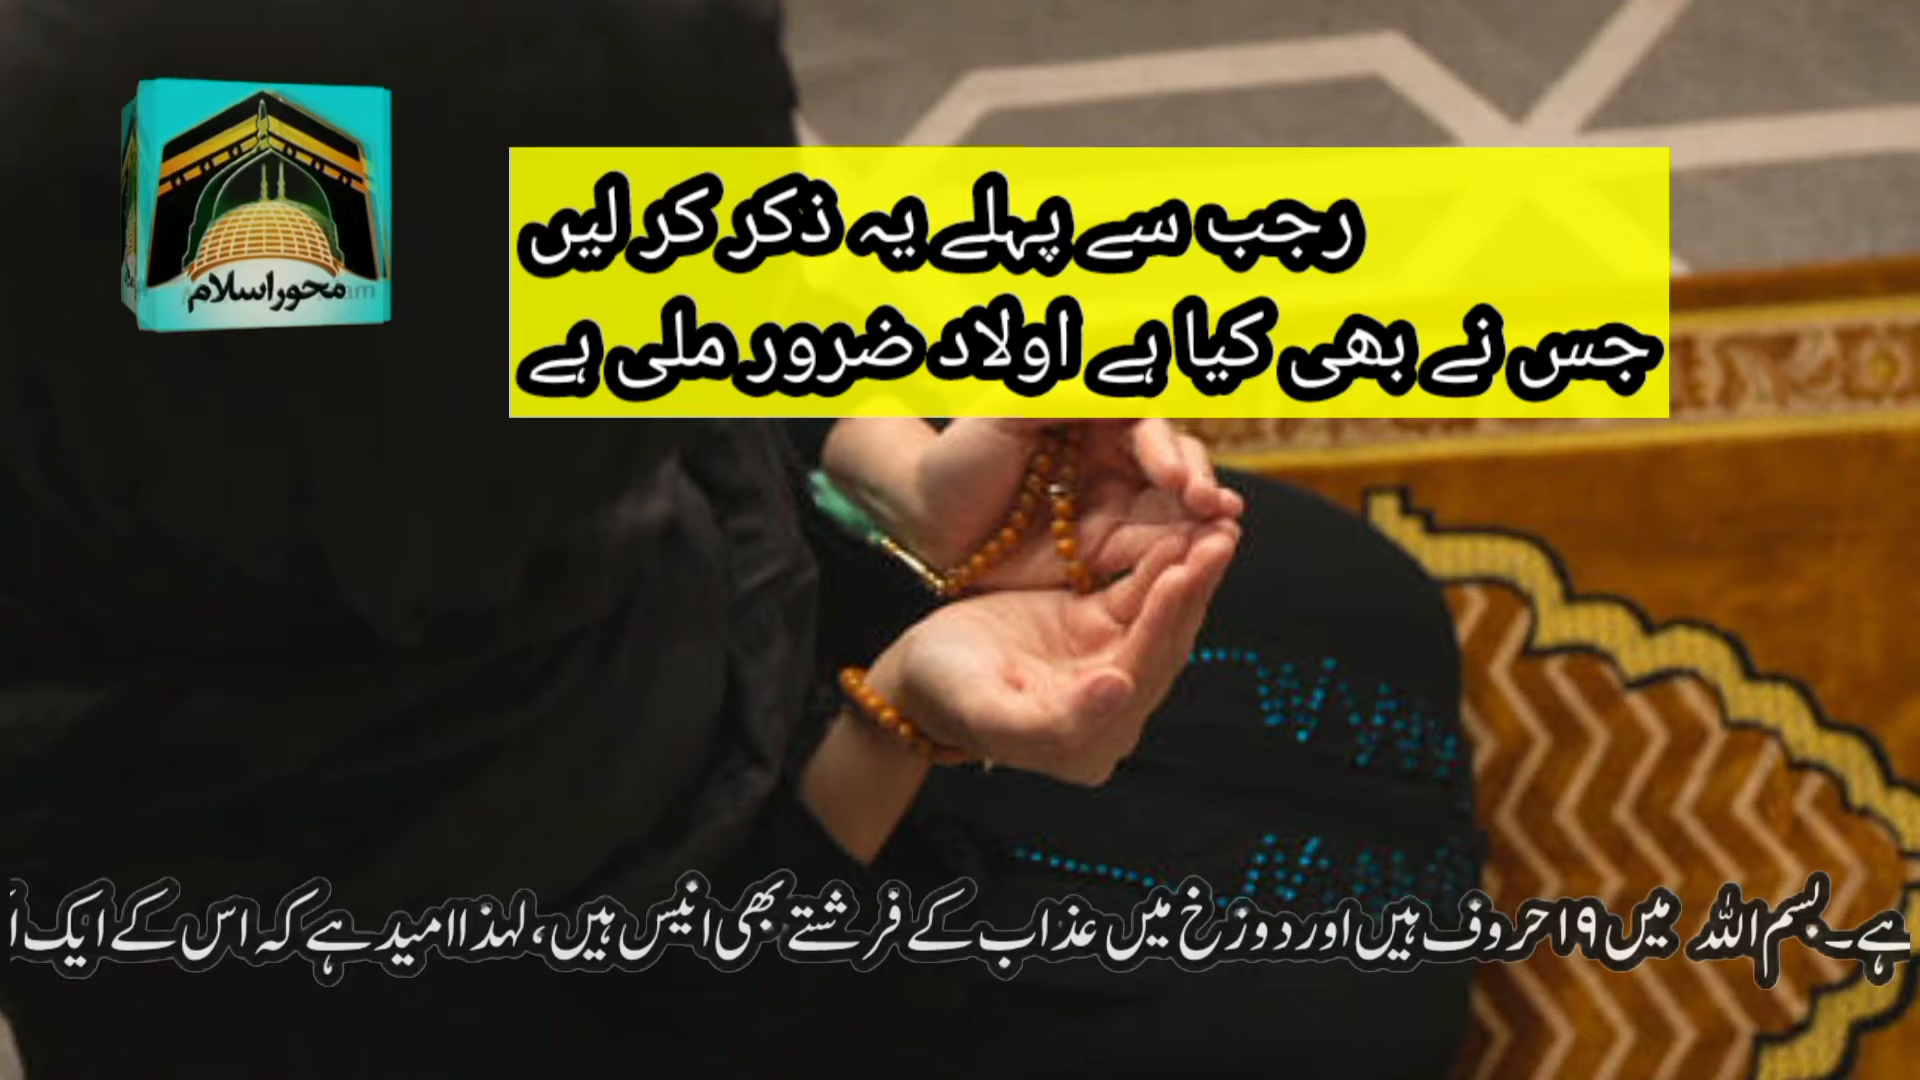 محور اسلام
رجب سے پہلے یہ ذکر کر لیں
جس نے بھی کیا ہے اولاد ضرور ملی ہے
ہے۔ بسم اللہ میں ۱۹ حروف ہیں اور دوزخ میں عذاب کے فرشتے بھی انیس ہیں، لہذا امید ہے کہ اس کے ایک